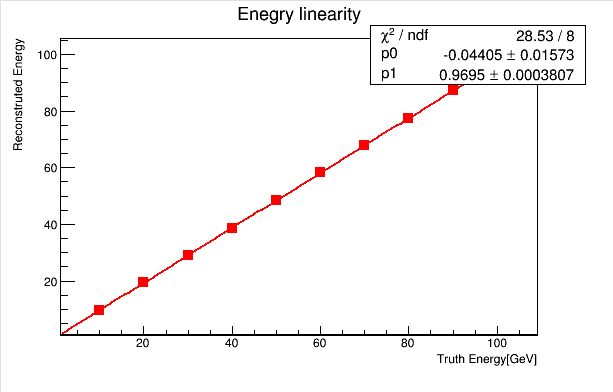 Enegry linearity
χ² / ndf 28.53 / 8
p0 -0.04405 ± 0.01573
p1 0.9695 ± 0.0003807
Reconstruted Energy
100
80
60
40
20
20 40 60 80 100
Truth Energy[GeV]